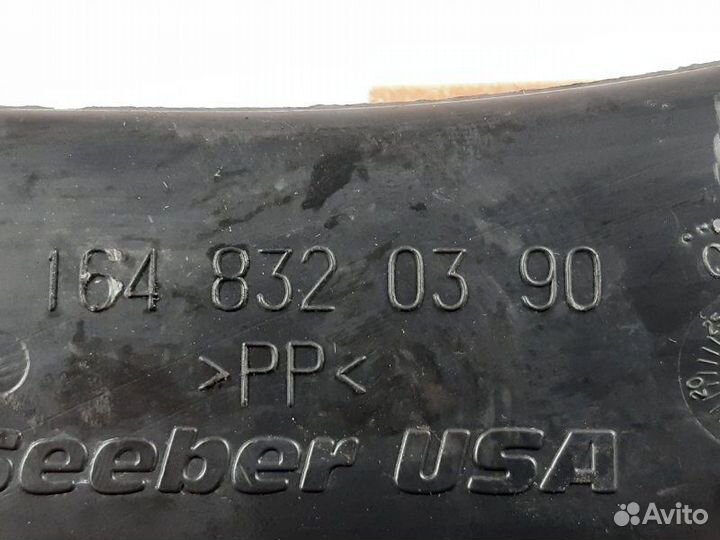 164 832 03 90
>PP<
Seeber USA
Avito